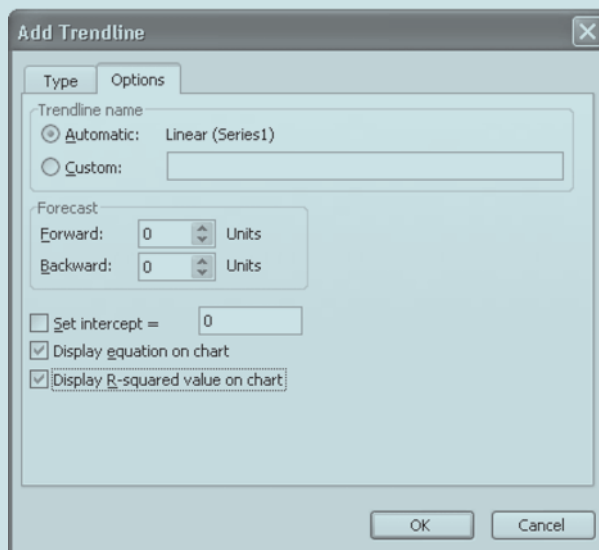 Add Trendline
Type Options
Trendline name
Automatic: Linear (Series1)
Custom:
Forecast
Forward: 0 Units
Backward: 0 Units
Set intercept = 0
Display equation on chart
Display R-squared value on chart
OK Cancel